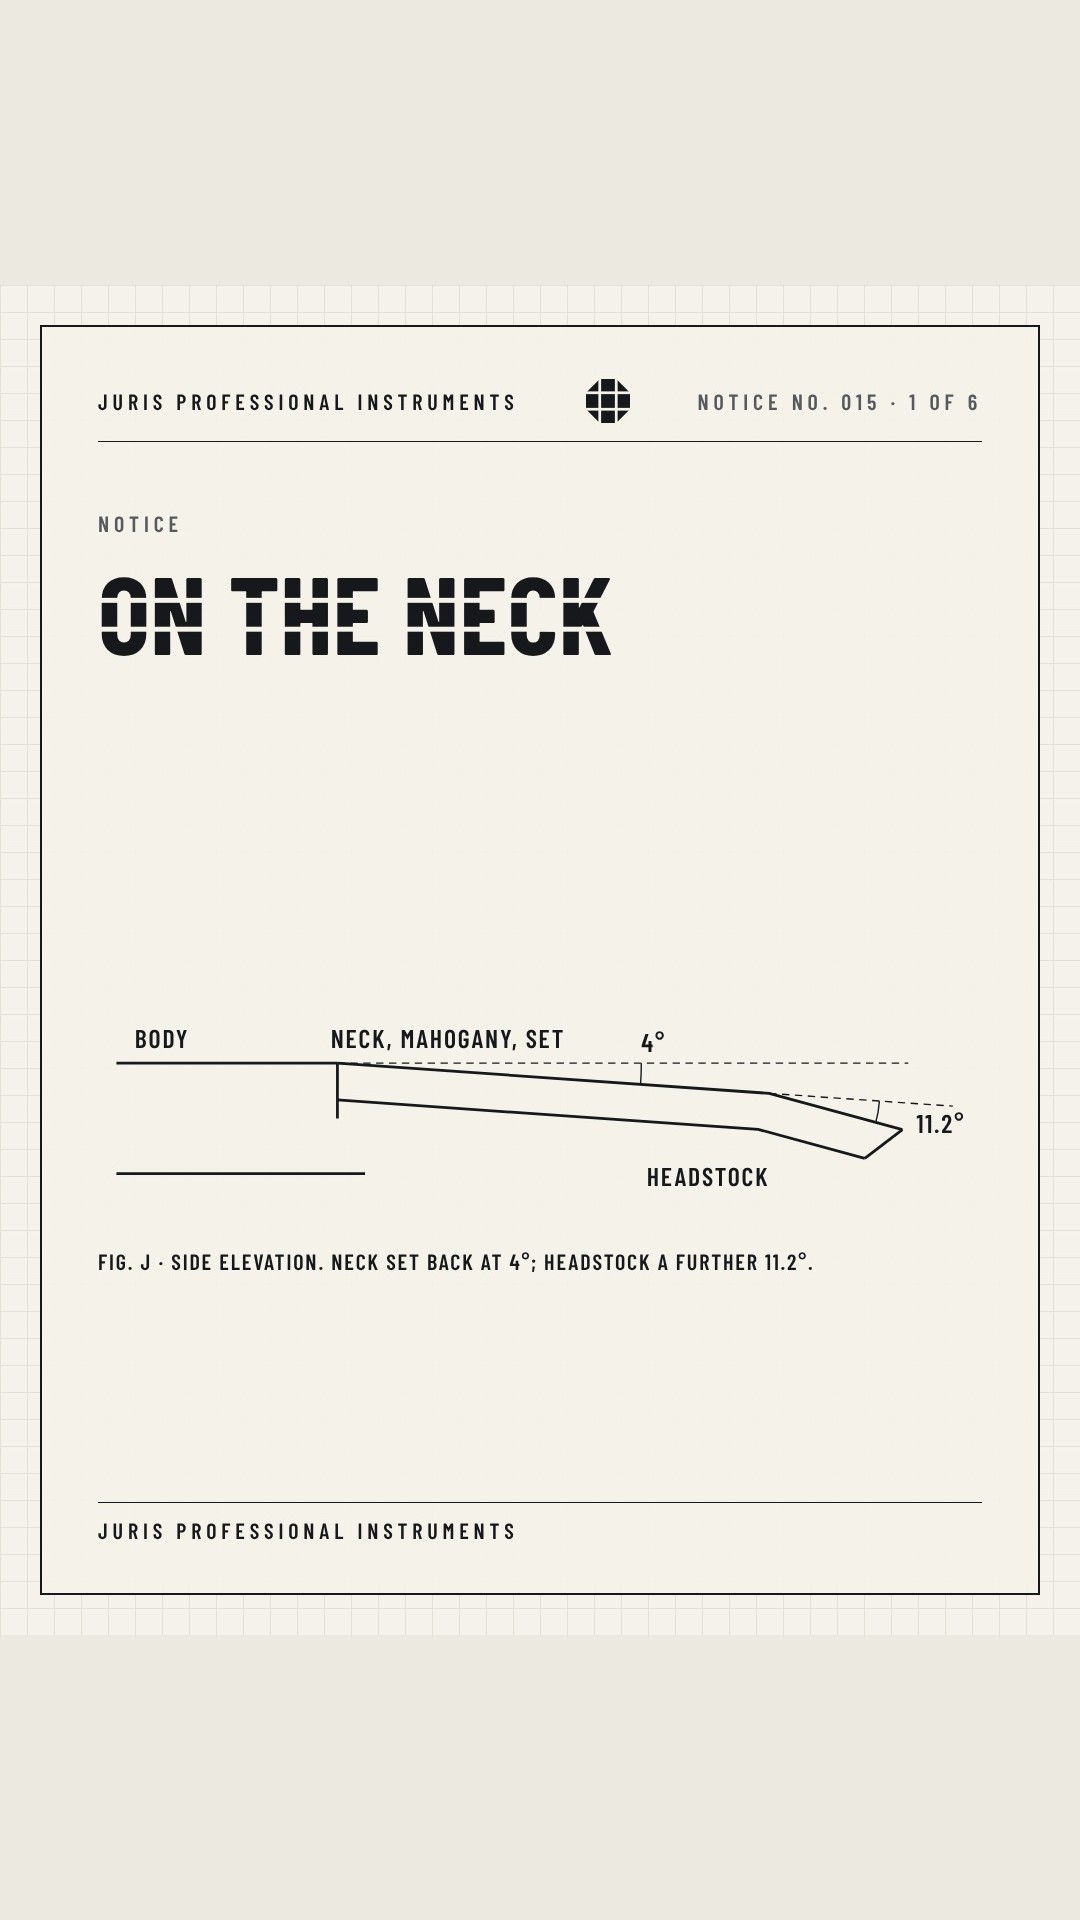 JURIS PROFESSIONAL INSTRUMENTS
NOTICE NO. 015 · 1 OF 6
NOTICE
ON THE NECK
BODY
NECK, MAHOGANY, SET
4°
11.2°
HEADSTOCK
FIG. J · SIDE ELEVATION. NECK SET BACK AT 4°; HEADSTOCK A FURTHER 11.2°.
JURIS PROFESSIONAL INSTRUMENTS